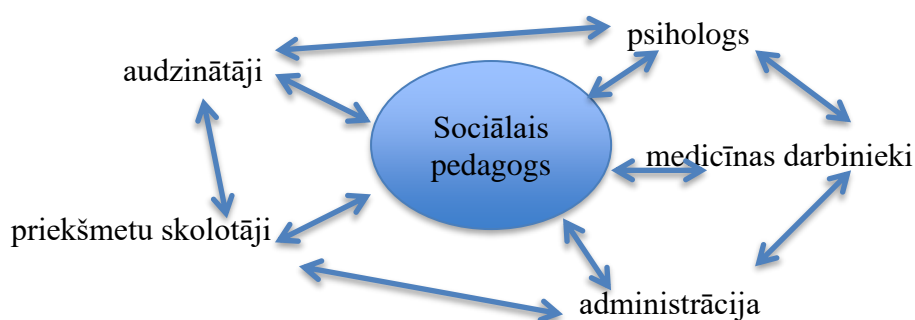 psihologs
audzinātāji
Sociālais
pedagogs
medicīnas darbinieki
priekšmetu skolotāji
administrācija